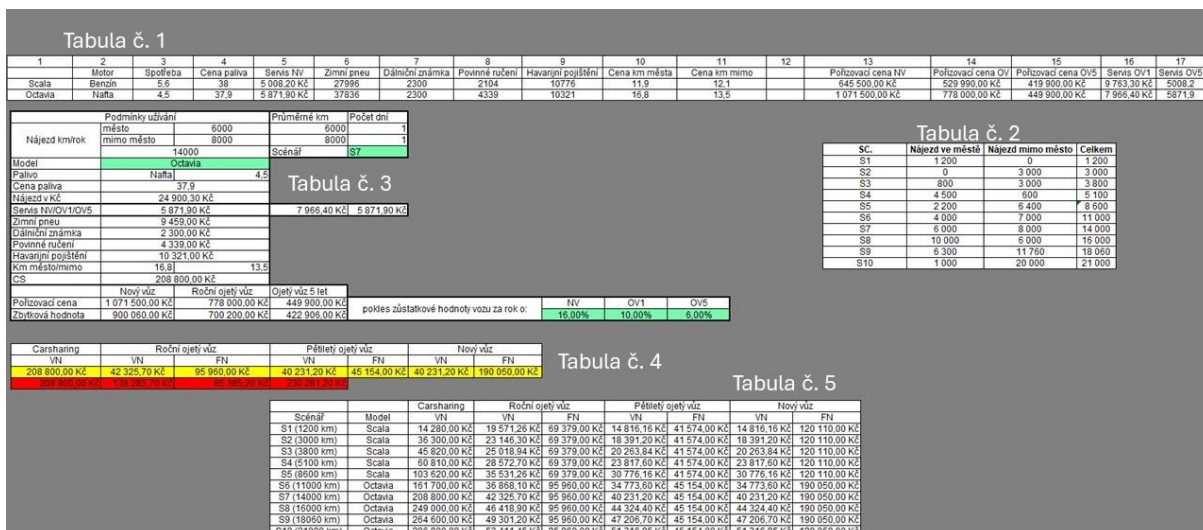 Tabula č. 1
1 2 3 4 5 6 7 8 9 10 11 12 13 14 15 16 17
Motor Spotřeba Cena paliva Servis NV Zimní pneu Dálniční známka Povinné ručení Havarijní pojištění Cena km města Cena km mimo Pořizovací cena NV Pořizovací cena OV Pořizovací cena OV5 Servis OV1 Servis OV5
Scala Benzín 5,6 38 5 008,20 Kč 27996 2300 2104 10776 11,9 12,1 645 500,00 Kč 529 990,00 Kč 419 900,00 Kč 9 763,30 Kč 5008,2
Octavia Nafta 4,5 37,9 5 871,90 Kč 37836 2300 4339 10321 16,8 13,5 1 071 500,00 Kč 778 000,00 Kč 449 900,00 Kč 7 966,40 Kč 5871,9
Podmínky užívání Průměrné km Počet dní
Nájezd km/rok město 6000 6000 1
mimo město 8000 8000 1
14000 Scénář S7
Model Octavia
Palivo Nafta 4,5
Cena paliva 37,9
Nájezd v Kč 24 900,30 Kč
Servis NV/OV1/OV5 5 871,90 Kč 7 966,40 Kč 5 871,90 Kč
Zimní pneu 9 459,00 Kč
Dálniční známka 2 300,00 Kč
Povinné ručení 4 339,00 Kč
Havarijní pojištění 10 321,00 Kč
Km město/mimo 16,8 13,5
CS 208 800,00 Kč
Nový vůz Roční ojetý vůz Ojetý vůz 5 let
Pořizovací cena 1 071 500,00 Kč 778 000,00 Kč 449 900,00 Kč
Zbytková hodnota 900 060,00 Kč 700 200,00 Kč 422 906,00 Kč
pokles zůstatkové hodnoty vozu za rok o:
NV OV1 OV5
16,00% 10,00% 6,00%
Tabula č. 3
Tabula č. 2
SC. Nájezd ve městě Nájezd mimo město Celkem
S1 1 200 0 1 200
S2 0 3 000 3 000
S3 800 3 000 3 800
S4 4 500 600 5 100
S5 2 200 6 400 8 600
S6 4 000 7 000 11 000
S7 6 000 8 000 14 000
S8 10 000 6 000 16 000
S9 6 300 11 760 18 060
S10 1 000 20 000 21 000
Carsharing Roční ojetý vůz Pětiletý ojetý vůz Nový vůz
VN VN FN VN FN VN FN
208 800,00 Kč 42 325,70 Kč 95 960,00 Kč 40 231,20 Kč 45 154,00 Kč 40 231,20 Kč 190 050,00 Kč
208 800,00 Kč 138 285,70 Kč 85 385,20 Kč 230 281,20 Kč
Tabula č. 4
Tabula č. 5
Carsharing Roční ojetý vůz Pětiletý ojetý vůz Nový vůz
Scénář Model VN VN FN VN FN VN FN
S1 (1200 km) Scala 14 280,00 Kč 19 571,26 Kč 69 379,00 Kč 14 816,16 Kč 41 574,00 Kč 14 816,16 Kč 120 110,00 Kč
S2 (3000 km) Scala 36 300,00 Kč 23 146,30 Kč 69 379,00 Kč 18 391,20 Kč 41 574,00 Kč 18 391,20 Kč 120 110,00 Kč
S3 (3800 km) Scala 45 820,00 Kč 25 018,94 Kč 69 379,00 Kč 20 263,84 Kč 41 574,00 Kč 20 263,84 Kč 120 110,00 Kč
S4 (5100 km) Scala 60 810,00 Kč 28 572,70 Kč 69 379,00 Kč 23 817,60 Kč 41 574,00 Kč 23 817,60 Kč 120 110,00 Kč
S5 (8600 km) Scala 103 620,00 Kč 35 531,26 Kč 69 379,00 Kč 30 776,16 Kč 41 574,00 Kč 30 776,16 Kč 120 110,00 Kč
S6 (11000 km) Octavia 161 700,00 Kč 36 868,10 Kč 95 960,00 Kč 34 773,60 Kč 45 154,00 Kč 34 773,60 Kč 190 050,00 Kč
S7 (14000 km) Octavia 208 800,00 Kč 42 325,70 Kč 95 960,00 Kč 40 231,20 Kč 45 154,00 Kč 40 231,20 Kč 190 050,00 Kč
S8 (16000 km) Octavia 249 000,00 Kč 46 418,90 Kč 95 960,00 Kč 44 324,40 Kč 45 154,00 Kč 44 324,40 Kč 190 050,00 Kč
S9 (18060 km) Octavia 264 600,00 Kč 49 301,20 Kč 95 960,00 Kč 47 206,70 Kč 45 154,00 Kč 47 206,70 Kč 190 050,00 Kč